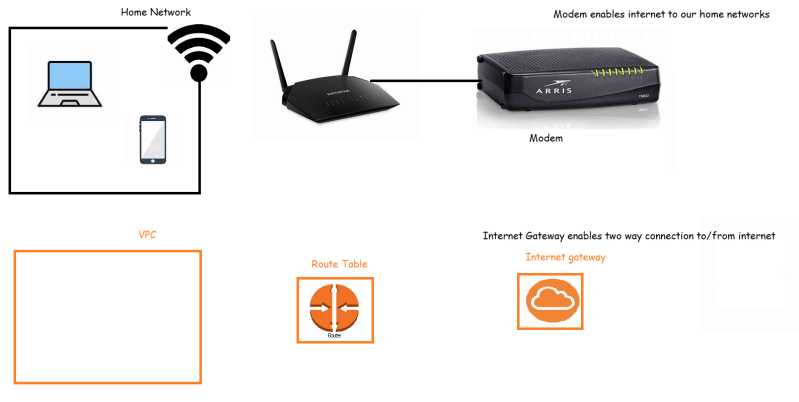 Home Network
Modem enables internet to our home networks
NETGEAR
ARRIS
Modem
VPC
Internet Gateway enables two way connection to/from internet
Route Table
Internet gateway
Router